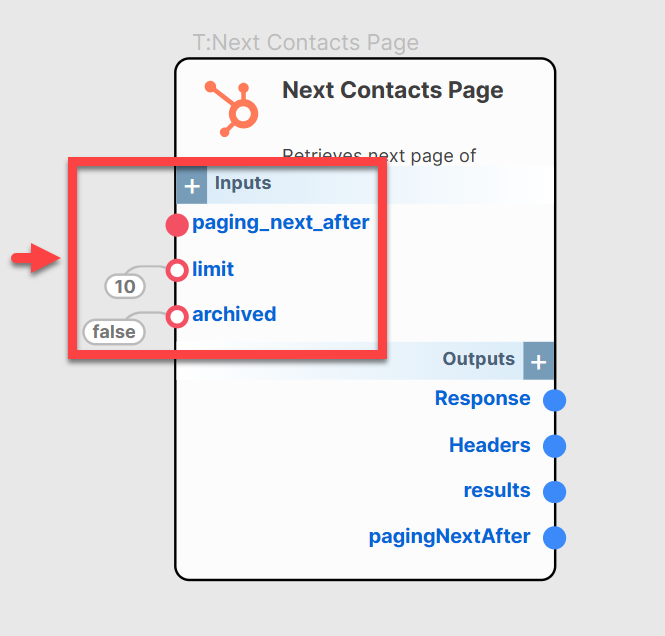 T:Next Contacts Page
Next Contacts Page
Retrieves next page of
+ Inputs
paging_next_after
limit
10
archived
false
Outputs +
Response
Headers
results
pagingNextAfter